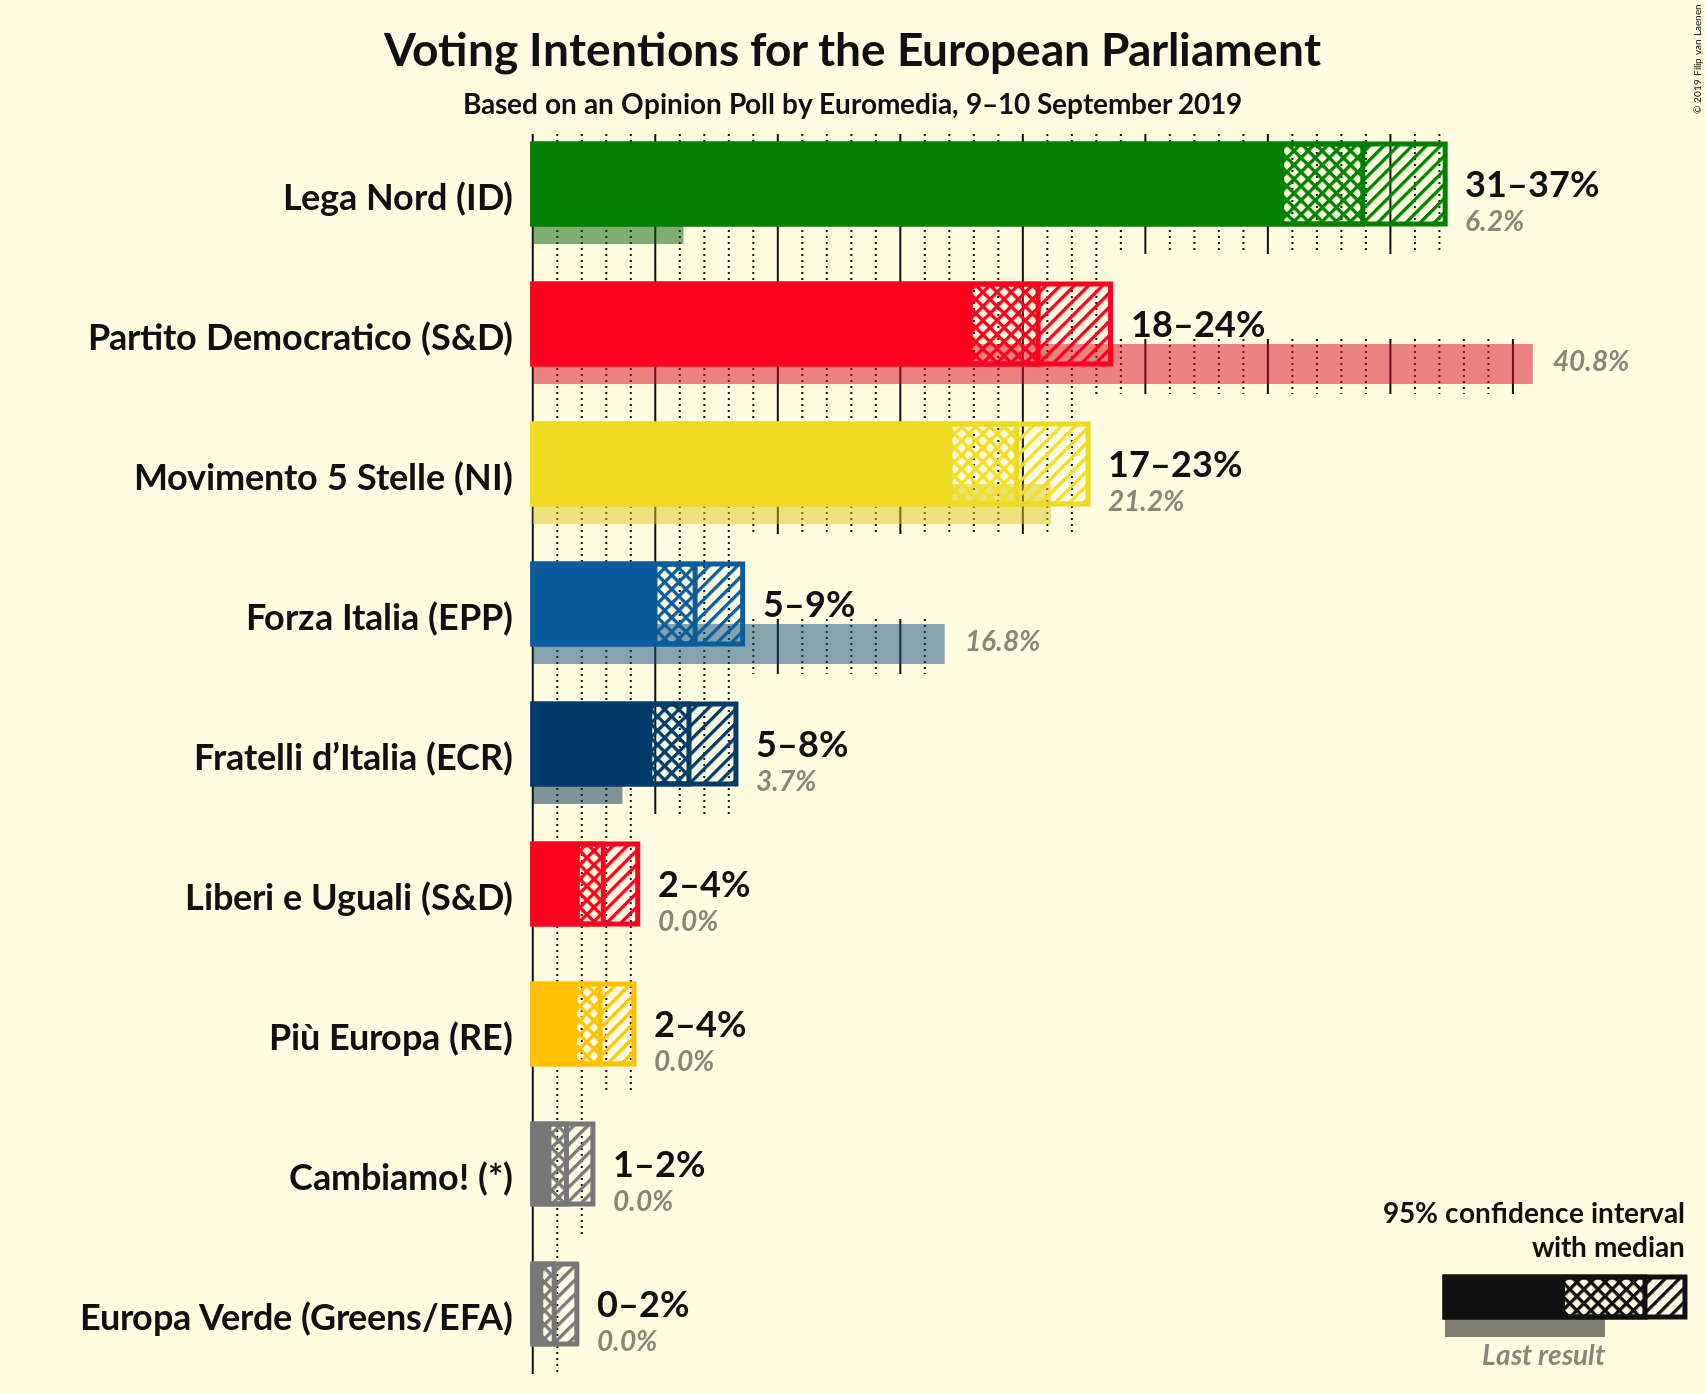 Voting Intentions for the European Parliament
Based on an Opinion Poll by Euromedia, 9–10 September 2019
© 2019 Filip van Laenen
Lega Nord (ID)
31–37%
6.2%
Partito Democratico (S&D)
18–24%
40.8%
Movimento 5 Stelle (NI)
17–23%
21.2%
Forza Italia (EPP)
5–9%
16.8%
Fratelli d’Italia (ECR)
5–8%
3.7%
Liberi e Uguali (S&D)
2–4%
0.0%
Più Europa (RE)
2–4%
0.0%
Cambiamo! (*)
1–2%
0.0%
Europa Verde (Greens/EFA)
0–2%
0.0%
95% confidence interval
with median
Last result